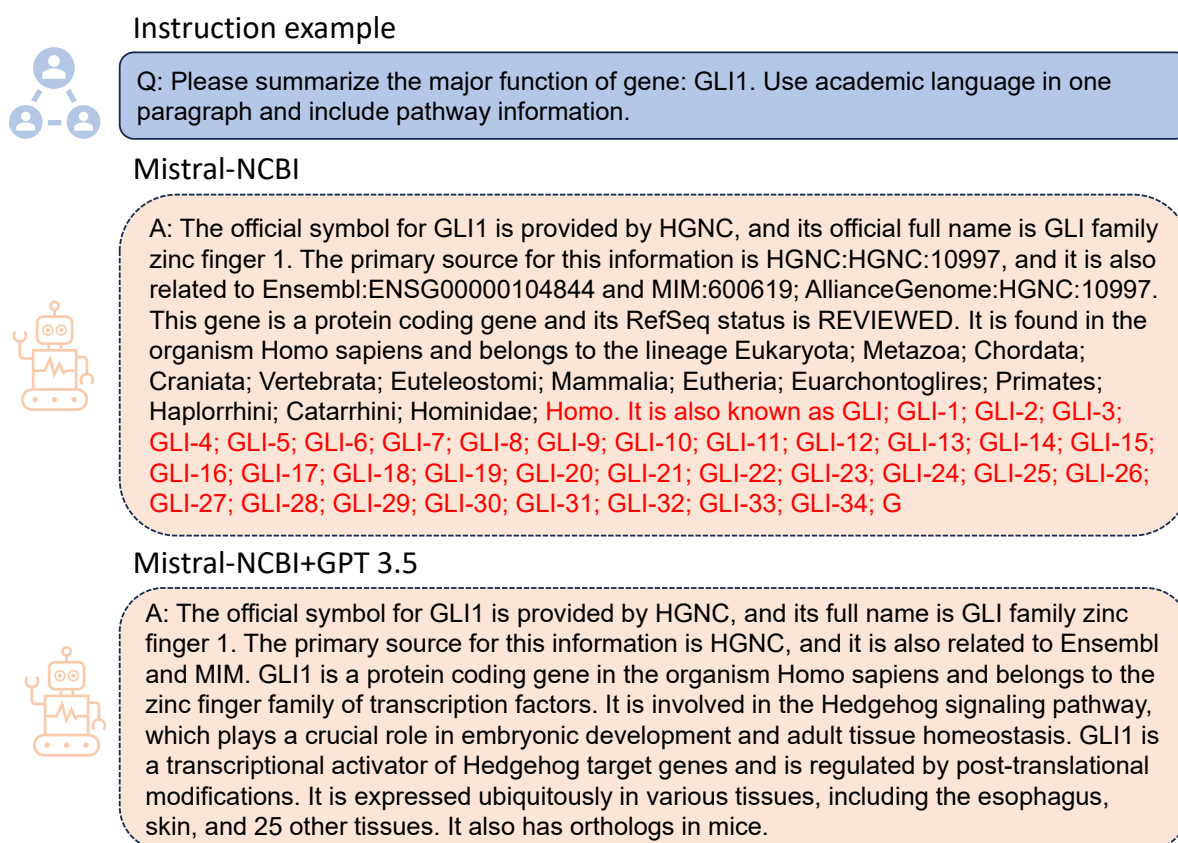 Instruction example
Q: Please summarize the major function of gene: GLI1. Use academic language in one
paragraph and include pathway information.
Mistral-NCBI
A: The official symbol for GLI1 is provided by HGNC, and its official full name is GLI family
zinc finger 1. The primary source for this information is HGNC:HGNC:10997, and it is also
related to Ensembl:ENSG00000104844 and MIM:600619; AllianceGenome:HGNC:10997.
This gene is a protein coding gene and its RefSeq status is REVIEWED. It is found in the
organism Homo sapiens and belongs to the lineage Eukaryota; Metazoa; Chordata;
Craniata; Vertebrata; Euteleostomi; Mammalia; Eutheria; Euarchontoglires; Primates;
Haplorrhini; Catarrhini; Hominidae; Homo. It is also known as GLI; GLI-1; GLI-2; GLI-3;
GLI-4; GLI-5; GLI-6; GLI-7; GLI-8; GLI-9; GLI-10; GLI-11; GLI-12; GLI-13; GLI-14; GLI-15;
GLI-16; GLI-17; GLI-18; GLI-19; GLI-20; GLI-21; GLI-22; GLI-23; GLI-24; GLI-25; GLI-26;
GLI-27; GLI-28; GLI-29; GLI-30; GLI-31; GLI-32; GLI-33; GLI-34; G
Mistral-NCBI+GPT 3.5
A: The official symbol for GLI1 is provided by HGNC, and its full name is GLI family zinc
finger 1. The primary source for this information is HGNC, and it is also related to Ensembl
and MIM. GLI1 is a protein coding gene in the organism Homo sapiens and belongs to the
zinc finger family of transcription factors. It is involved in the Hedgehog signaling pathway,
which plays a crucial role in embryonic development and adult tissue homeostasis. GLI1 is
a transcriptional activator of Hedgehog target genes and is regulated by post-translational
modifications. It is expressed ubiquitously in various tissues, including the esophagus,
skin, and 25 other tissues. It also has orthologs in mice.